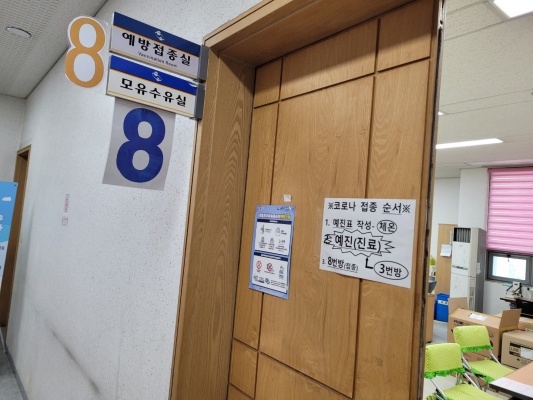 8
예방접종실
Vaccination Room
모유수유실
8
※코로나 접종 순서※
1. 예진표 작성- 체온
2. 예진(진료)
3번방
3. 8번방(접종)